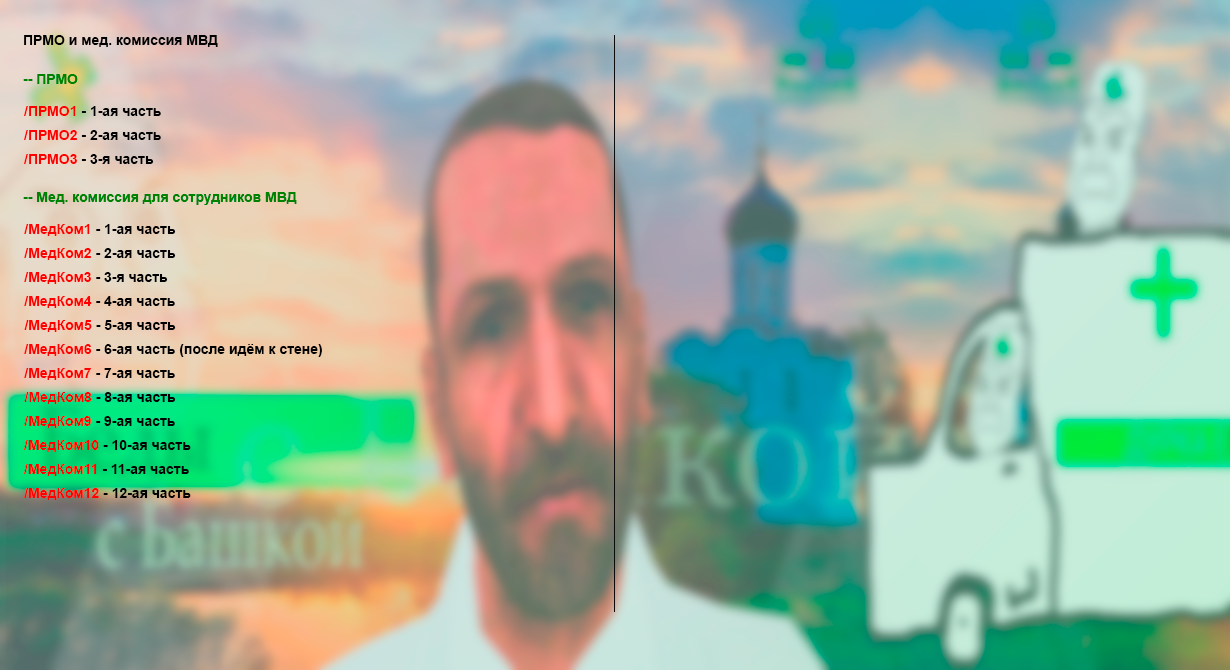 ПРМО и мед. комиссия МВД
-- ПРМО
/ПРМО1 - 1-ая часть
/ПРМО2 - 2-ая часть
/ПРМО3 - 3-я часть
-- Мед. комиссия для сотрудников МВД
/МедКом1 - 1-ая часть
/МедКом2 - 2-ая часть
/МедКом3 - 3-я часть
/МедКом4 - 4-ая часть
/МедКом5 - 5-ая часть
/МедКом6 - 6-ая часть (после идём к стене)
/МедКом7 - 7-ая часть
/МедКом8 - 8-ая часть
/МедКом9 - 9-ая часть
/МедКом10 - 10-ая часть
/МедКом11 - 11-ая часть
/МедКом12 - 12-ая часть
с башкой